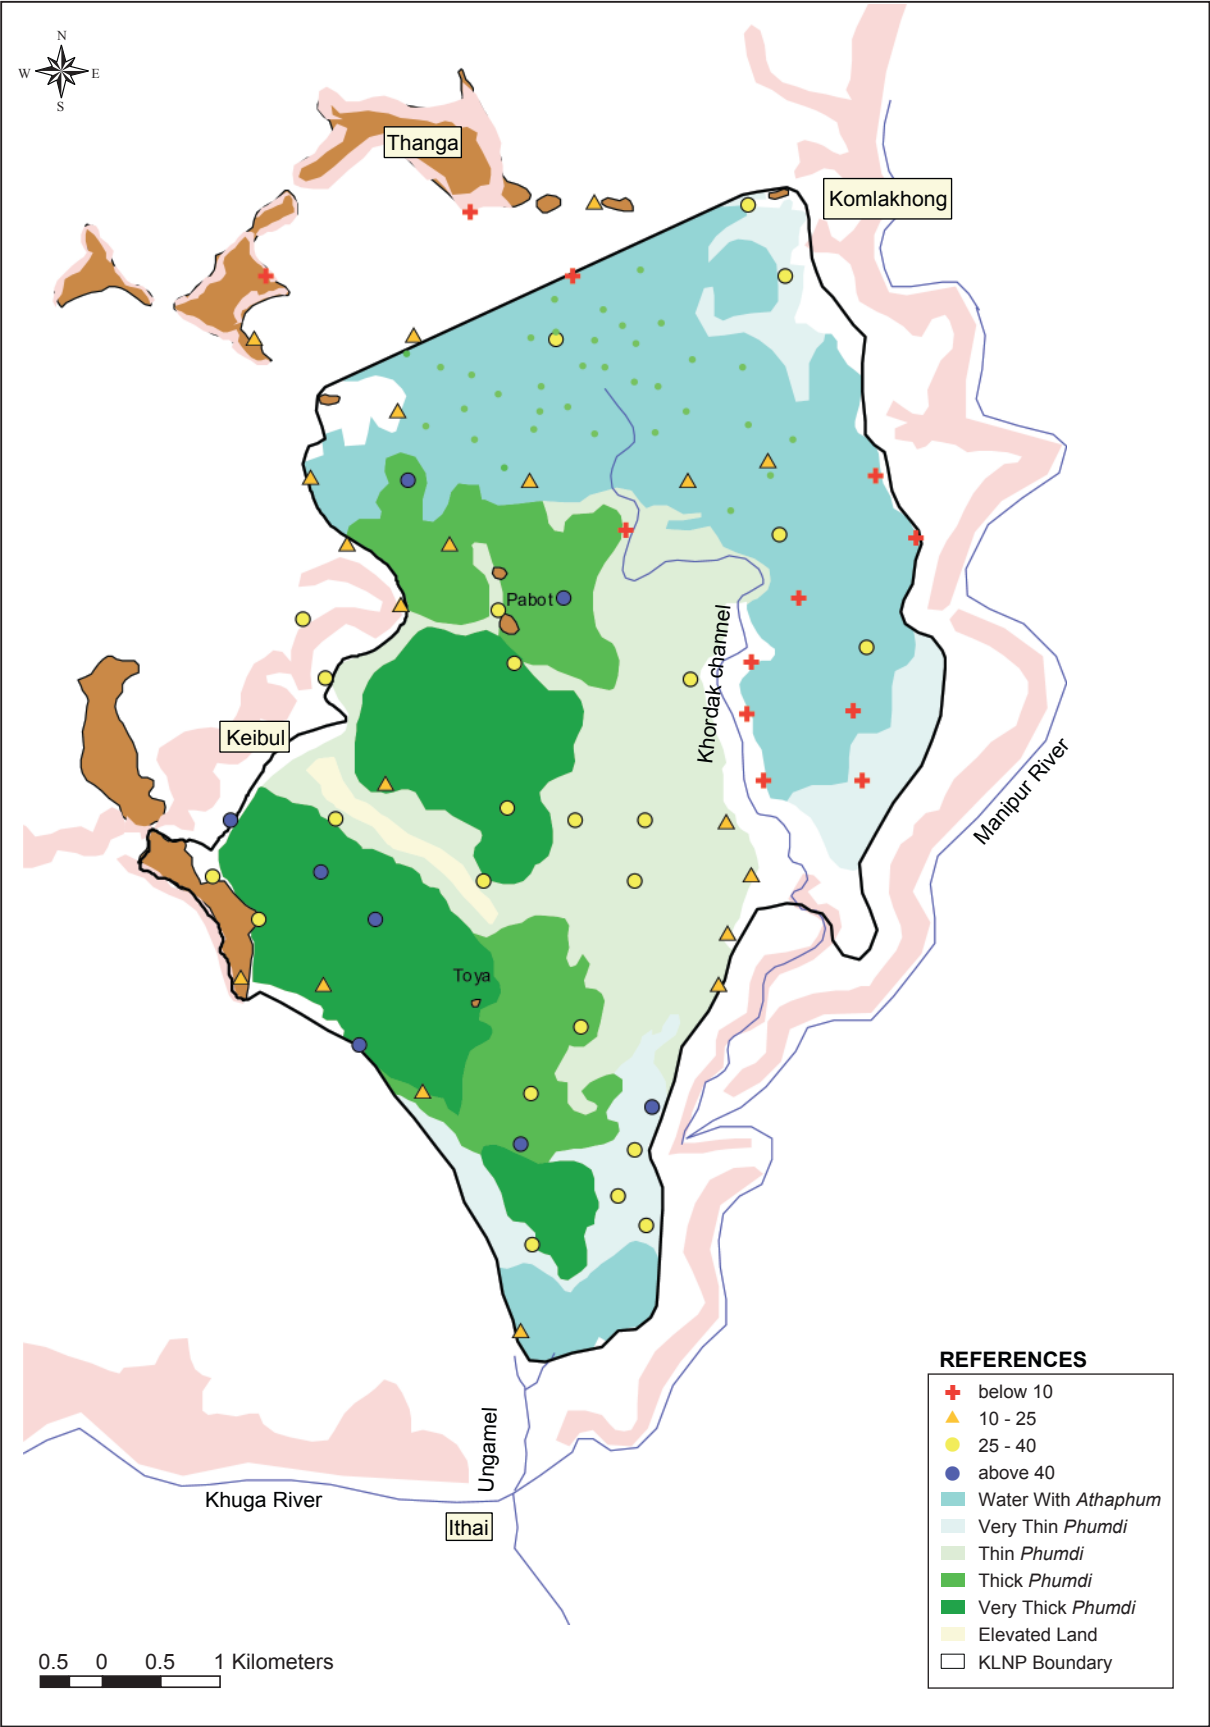 N
W E
S
Thanga
Komlakhong
Pabot
Khordak channel
Keibul
Manipur River
Toya
Ungamel
Khuga River
Ithai
REFERENCES
below 10
10 - 25
25 - 40
above 40
Water With Athaphum
Very Thin Phumdi
Thin Phumdi
Thick Phumdi
Very Thick Phumdi
Elevated Land
KLNP Boundary
0.5 0 0.5 1 Kilometers